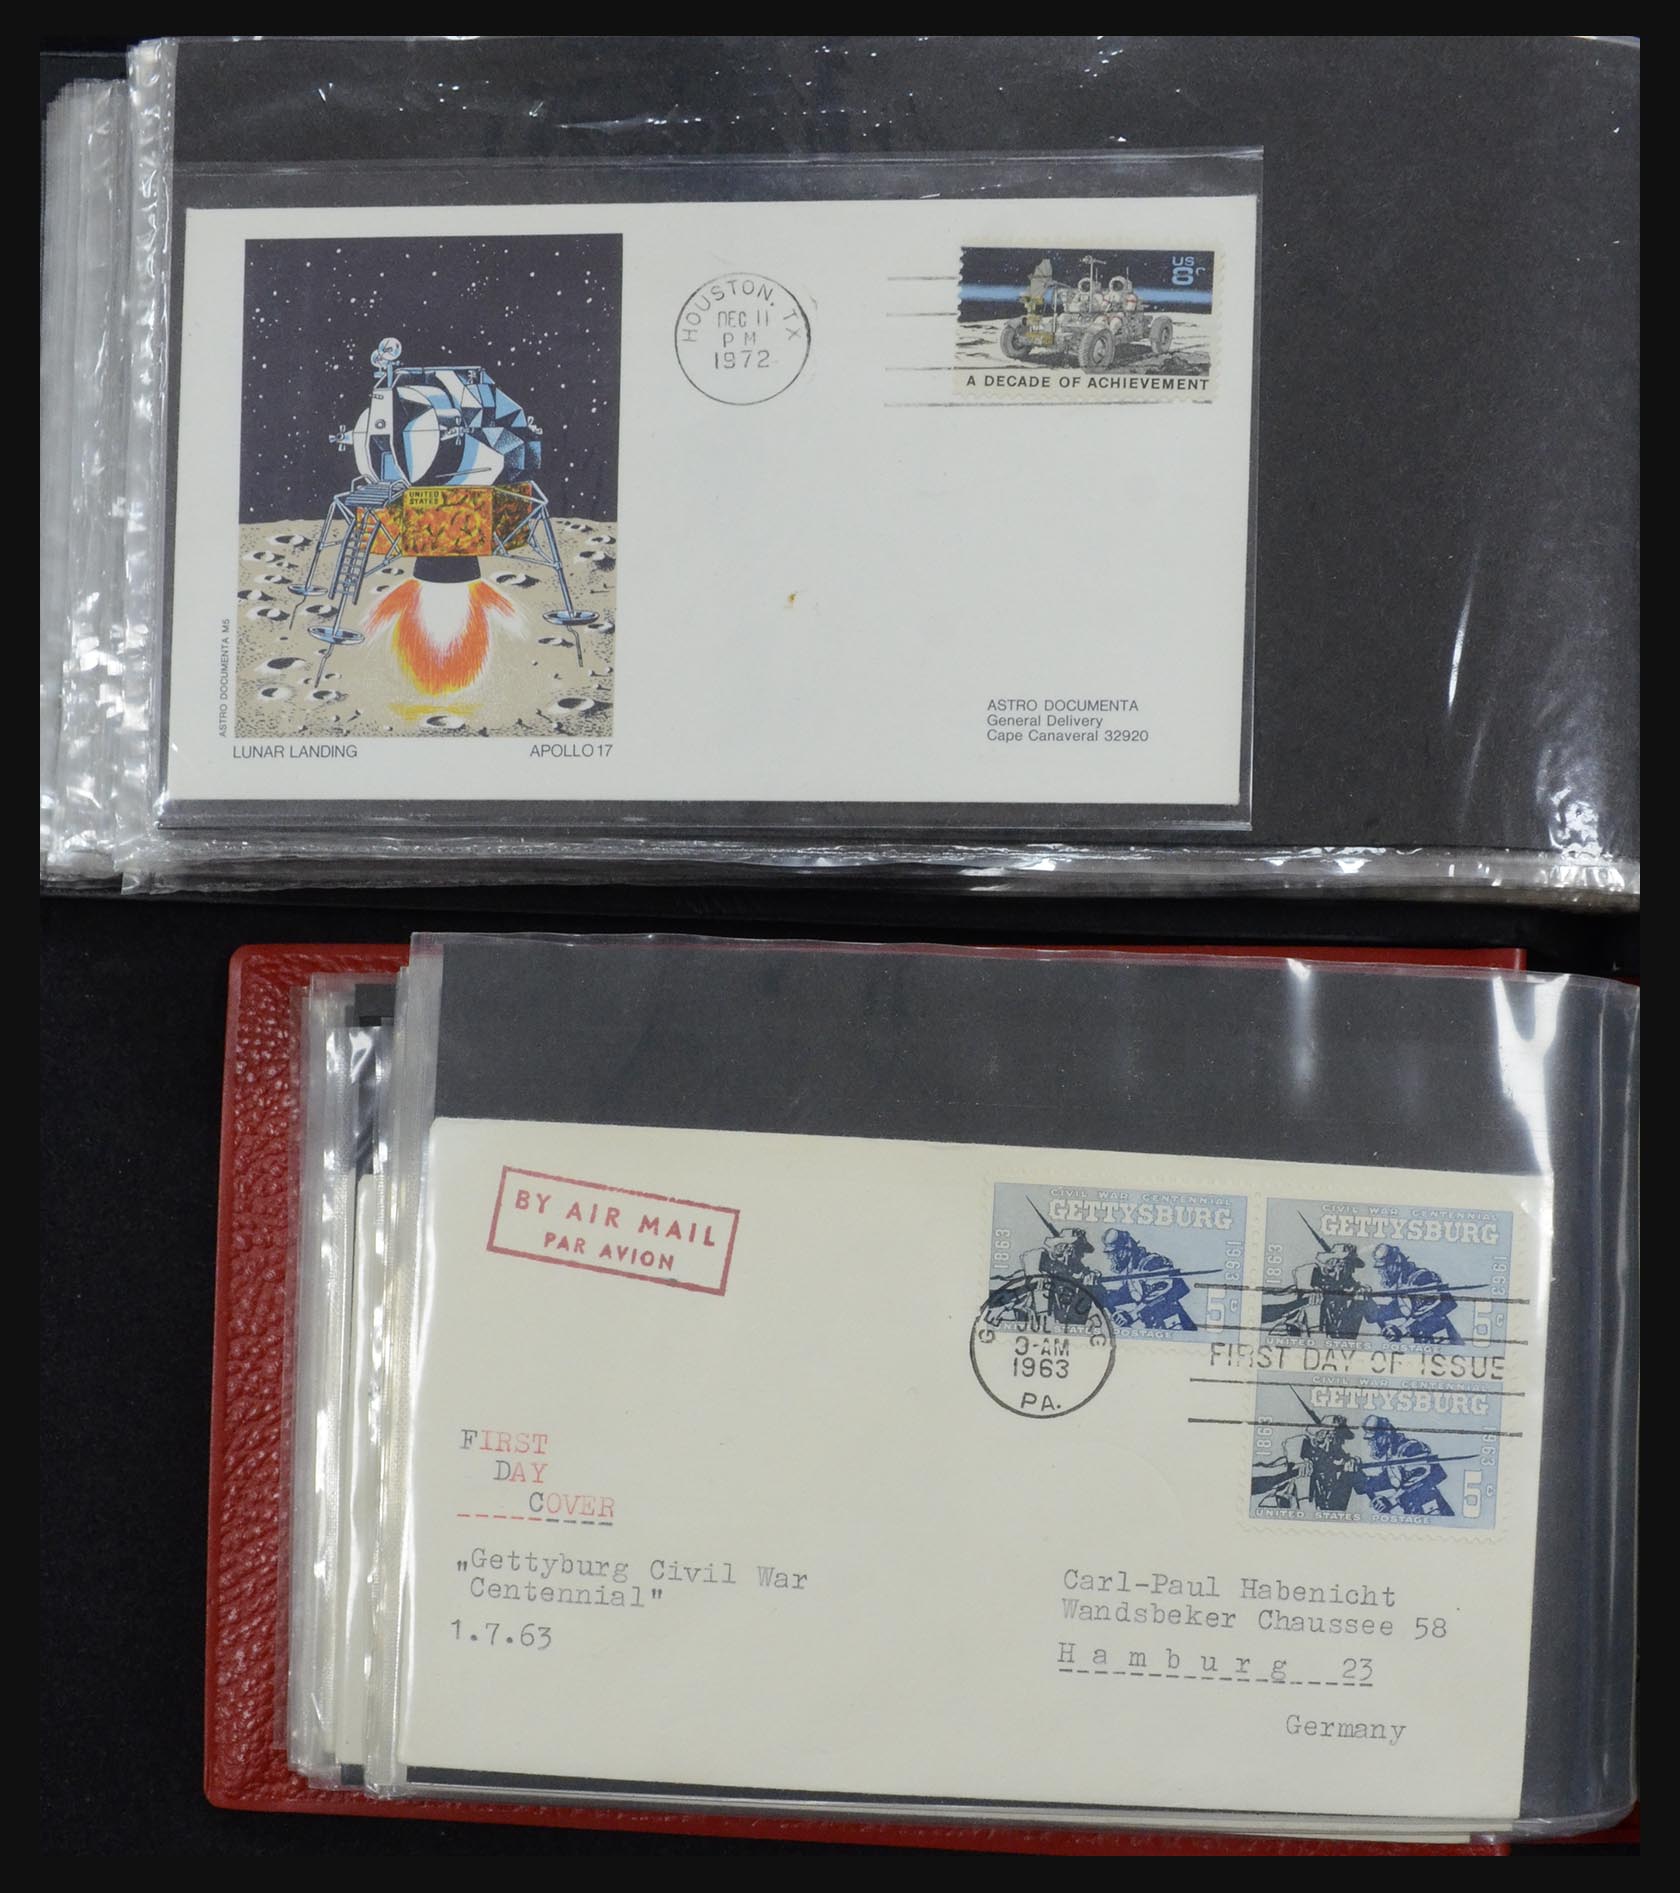 HOUSTON, TX
DEC 11
PM
1972
US
8c
A DECADE OF ACHIEVEMENT
UNITED
STATES
ASTRO DOCUMENTA M5
LUNAR LANDING
APOLLO 17
ASTRO DOCUMENTA
General Delivery
Cape Canaveral 32920
BY AIR MAIL
PAR AVION
CIVIL WAR CENTENNIAL
GETTYSBURG
1863
1963
5c
CIVIL WAR CENTENNIAL
GETTYSBURG
1863
1963
5c
UNITED STATES POSTAGE
GETTYSBURG
JUL 1
3-AM
1963
PA.
FIRST DAY OF ISSUE
CIVIL WAR CENTENNIAL
GETTYSBURG
1863
1963
5c
UNITED STATES POSTAGE
FIRST
DAY
COVER
„Gettyburg Civil War
Centennial"
1.7.63
Carl-Paul Habenicht
Wandsbeker Chaussee 58
H a m b u r g 23
Germany